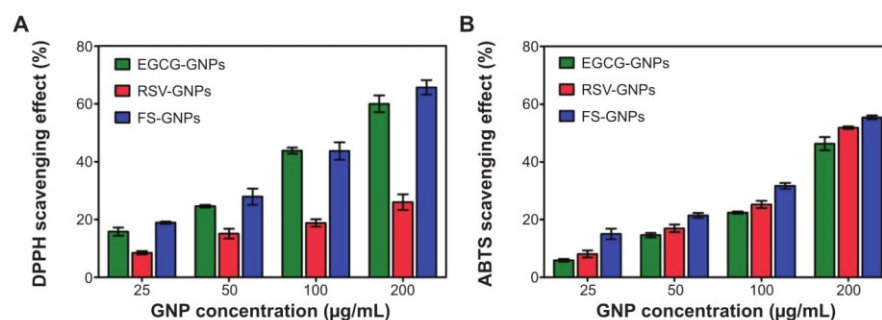 A
DPPH scavenging effect (%)
80
60
40
20
0
EGCG-GNPs
RSV-GNPs
FS-GNPs
25 50 100 200
GNP concentration (µg/mL)
B
ABTS scavenging effect (%)
80
60
40
20
0
EGCG-GNPs
RSV-GNPs
FS-GNPs
25 50 100 200
GNP concentration (µg/mL)